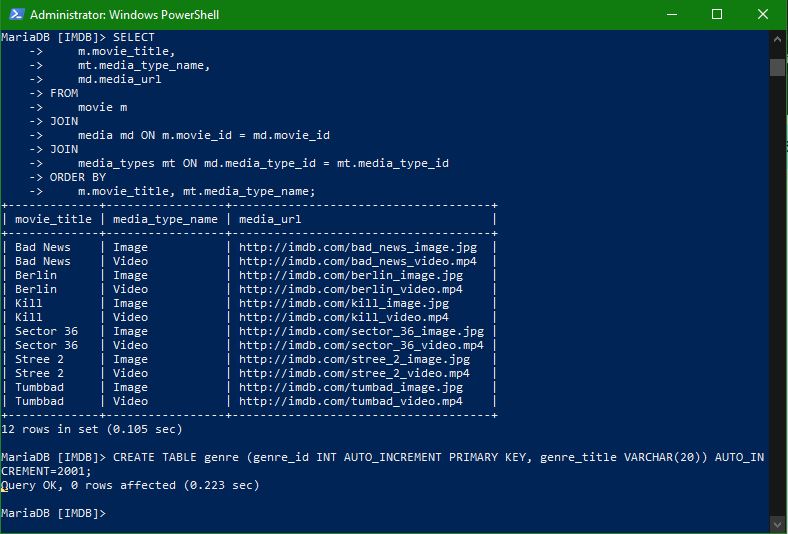 Administrator: Windows PowerShell
MariaDB [IMDB]> SELECT
    ->     m.movie_title,
    ->     mt.media_type_name,
    ->     md.media_url
    -> FROM
    ->     movie m
    -> JOIN
    ->     media md ON m.movie_id = md.movie_id
    -> JOIN
    ->     media_types mt ON md.media_type_id = mt.media_type_id
    -> ORDER BY
    ->     m.movie_title, mt.media_type_name;
+-------------+-----------------+------------------------------------+
| movie_title | media_type_name | media_url                          |
+-------------+-----------------+------------------------------------+
| Bad News    | Image           | http://imdb.com/bad_news_image.jpg  |
| Bad News    | Video           | http://imdb.com/bad_news_video.mp4  |
| Berlin      | Image           | http://imdb.com/berlin_image.jpg    |
| Berlin      | Video           | http://imdb.com/berlin_video.mp4    |
| Kill        | Image           | http://imdb.com/kill_image.jpg      |
| Kill        | Video           | http://imdb.com/kill_video.mp4      |
| Sector 36   | Image           | http://imdb.com/sector_36_image.jpg |
| Sector 36   | Video           | http://imdb.com/sector_36_video.mp4 |
| Stree 2     | Image           | http://imdb.com/stree_2_image.jpg   |
| Stree 2     | Video           | http://imdb.com/stree_2_video.mp4   |
| Tumbbad     | Image           | http://imdb.com/tumbad_image.jpg    |
| Tumbbad     | Video           | http://imdb.com/tumbad_video.mp4    |
+-------------+-----------------+------------------------------------+
12 rows in set (0.105 sec)
MariaDB [IMDB]> CREATE TABLE genre (genre_id INT AUTO_INCREMENT PRIMARY KEY, genre_title VARCHAR(20)) AUTO_IN
CREMENT=2001;
Query OK, 0 rows affected (0.223 sec)
MariaDB [IMDB]>